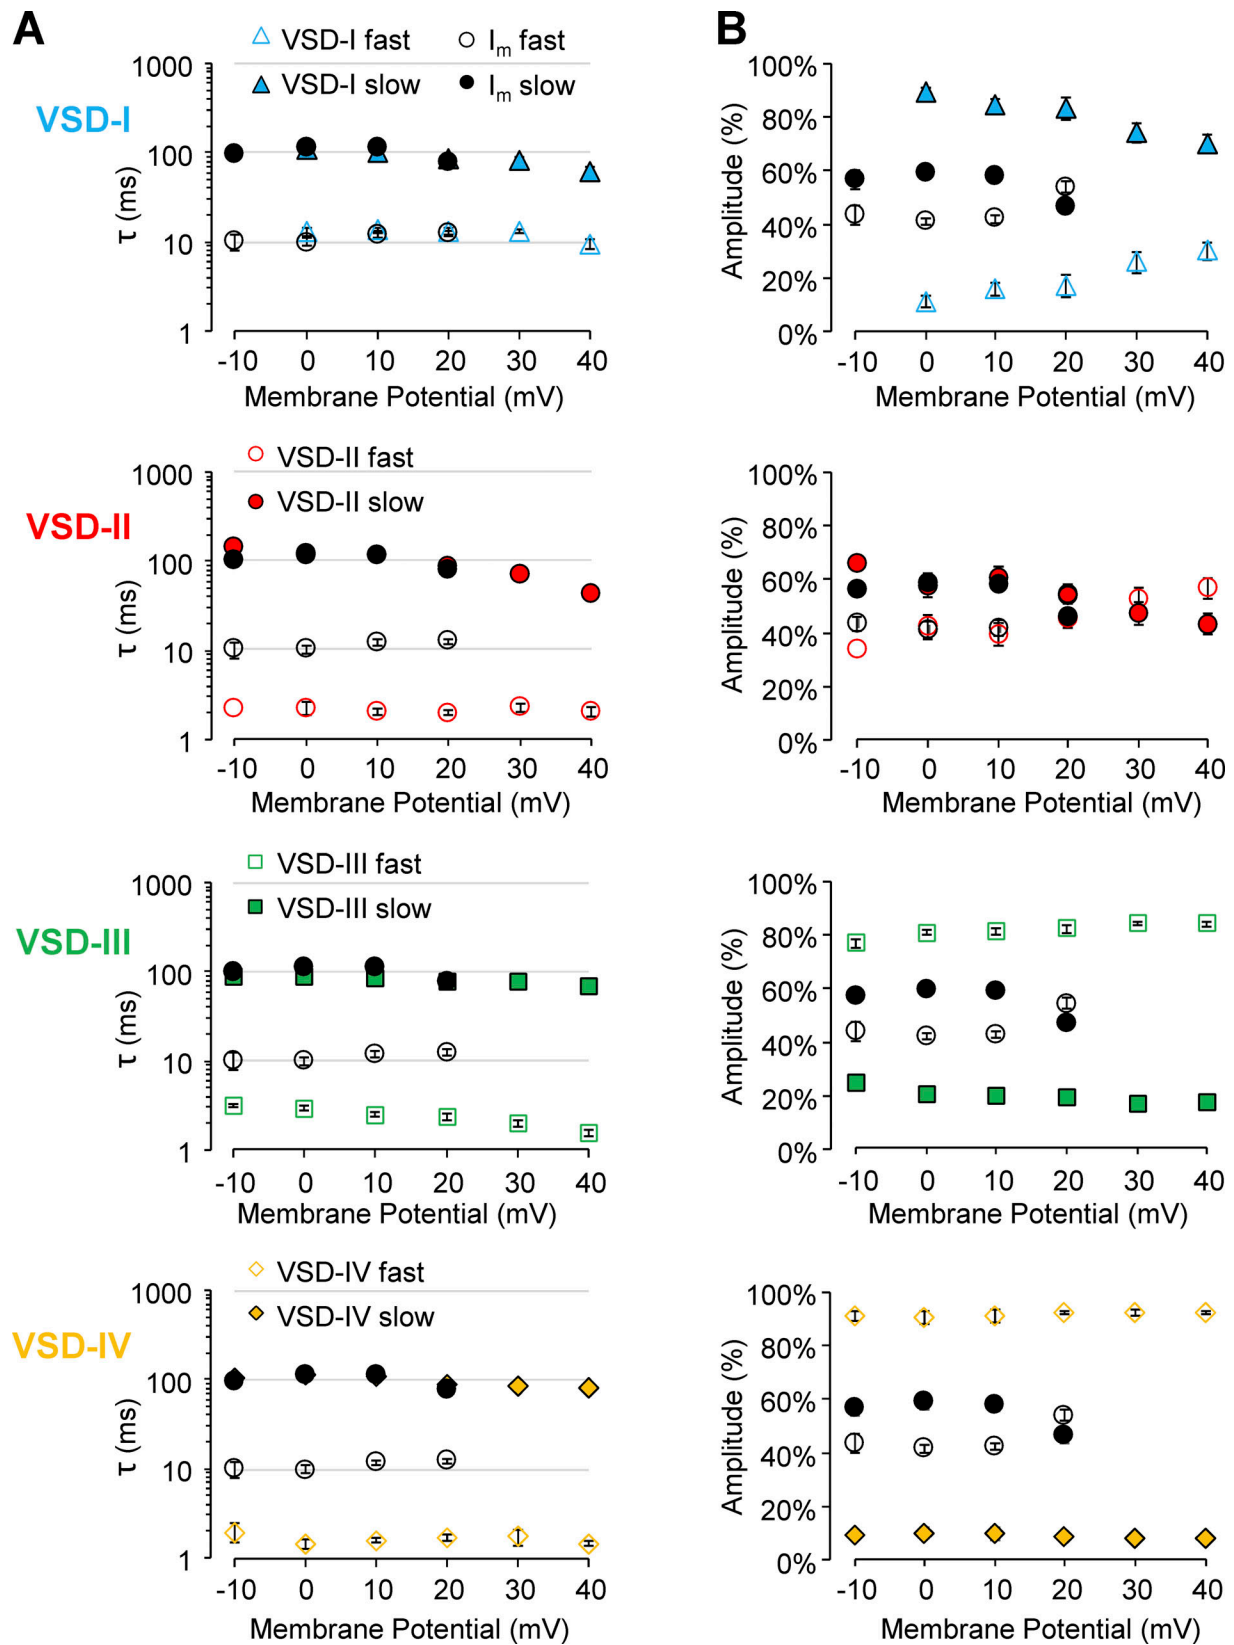 A
VSD-I fast
I_m fast
VSD-I slow
I_m slow
VSD-I
1000
100
10
1
τ (ms)
-10 0 10 20 30 40
Membrane Potential (mV)
B
100%
80%
60%
40%
20%
0%
Amplitude (%)
-10 0 10 20 30 40
Membrane Potential (mV)
VSD-II fast
VSD-II slow
VSD-II
1000
100
10
1
τ (ms)
-10 0 10 20 30 40
Membrane Potential (mV)
100%
80%
60%
40%
20%
0%
Amplitude (%)
-10 0 10 20 30 40
Membrane Potential (mV)
VSD-III fast
VSD-III slow
VSD-III
1000
100
10
1
τ (ms)
-10 0 10 20 30 40
Membrane Potential (mV)
100%
80%
60%
40%
20%
0%
Amplitude (%)
-10 0 10 20 30 40
Membrane Potential (mV)
VSD-IV fast
VSD-IV slow
VSD-IV
1000
100
10
1
τ (ms)
-10 0 10 20 30 40
Membrane Potential (mV)
100%
80%
60%
40%
20%
0%
Amplitude (%)
-10 0 10 20 30 40
Membrane Potential (mV)